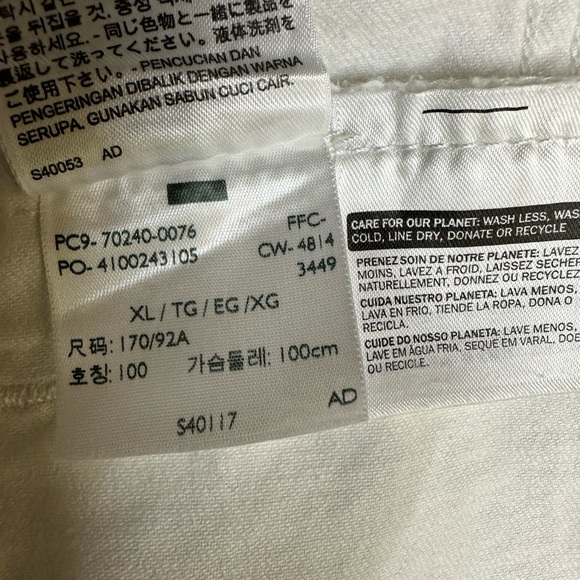 을 뒤집을 것. 중성
사용하세요. - 同じ色物と一緒に製品を
裏返して洗ってください。液体洗剤を
ご使用下さい。 - PENCUCIAN DAN
PENGERINGAN DIBALIK DENGAN WARNA
SERUPA. GUNAKAN SABUN CUCI CAIR.
S40053 AD
PC9- 70240-0076 FFC-
PO- 4100243105 CW- 4814
3449
XL / TG / EG / XG
尺码: 170/92A
호칭: 100 가슴둘레: 100cm
AD
S40117
CARE FOR OUR PLANET: WASH LESS, WAS
COLD, LINE DRY, DONATE OR RECYCLE
PRENEZ SOIN DE NOTRE PLANETE: LAVEZ
MOINS, LAVEZ A FROID, LAISSEZ SECHER
NATURELLEMENT, DONNEZ OU RECYCLEZ
CUIDA NUESTRO PLANETA: LAVA MENOS,
LAVA EN FRIO, TIENDE LA ROPA, DONA O
RECICLA.
CUIDE DO NOSSO PLANETA: LAVE MENOS,
LAVE EM ÁGUA FRIA, SEQUE EM VARAL, DOE
OU RECICLE.